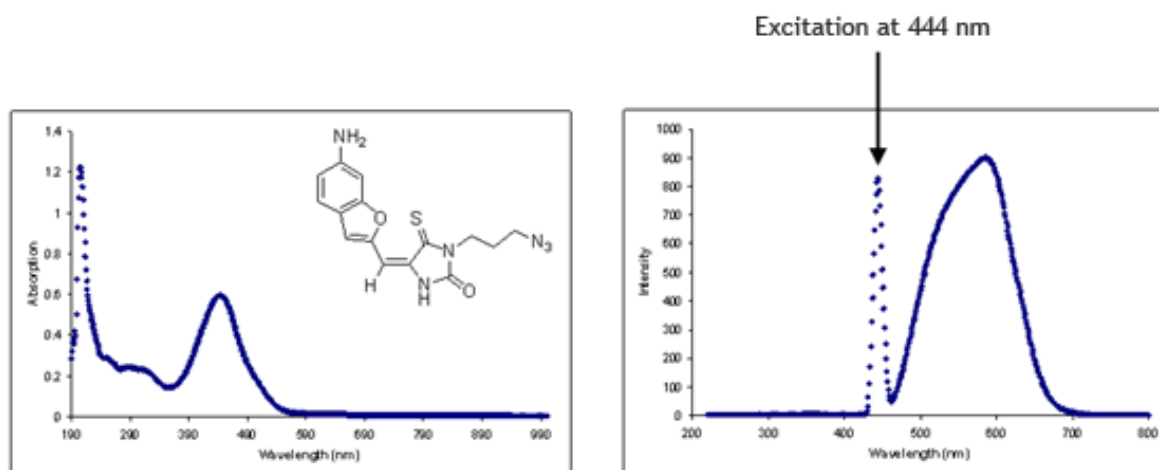 Excitation at 444 nm
1.4
1.2
1
0.8
0.6
0.4
0.2
0
Absorption
190 290 390 490 590 690 790 890 990
Wavelength (nm)
NH2
O
S
N
N3
H
NH
O
1000
900
800
700
600
500
400
300
200
100
0
Intensity
200 300 400 500 600 700 800
Wavelength (nm)